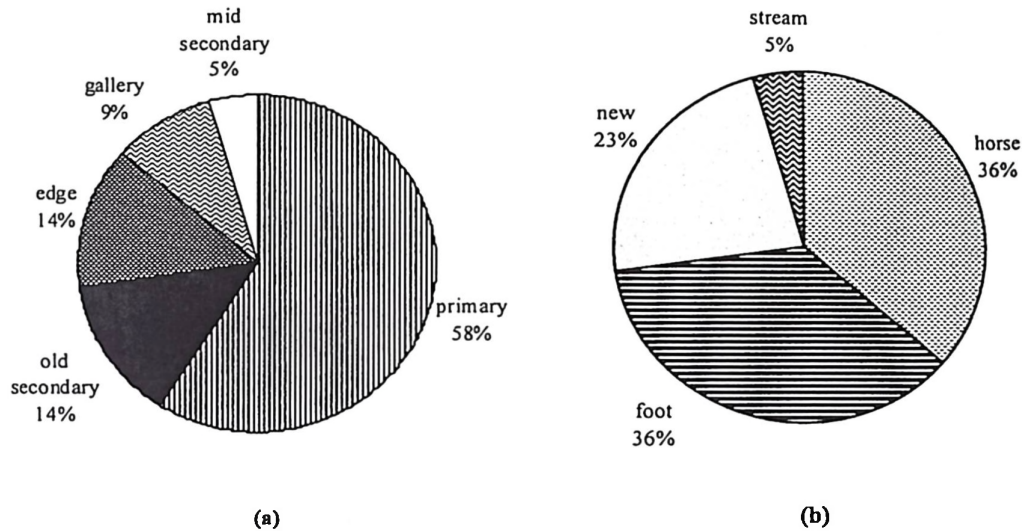 mid
secondary
5%
gallery
9%
edge
14%
old
secondary
14%
primary
58%
(a)
stream
5%
new
23%
horse
36%
foot
36%
(b)